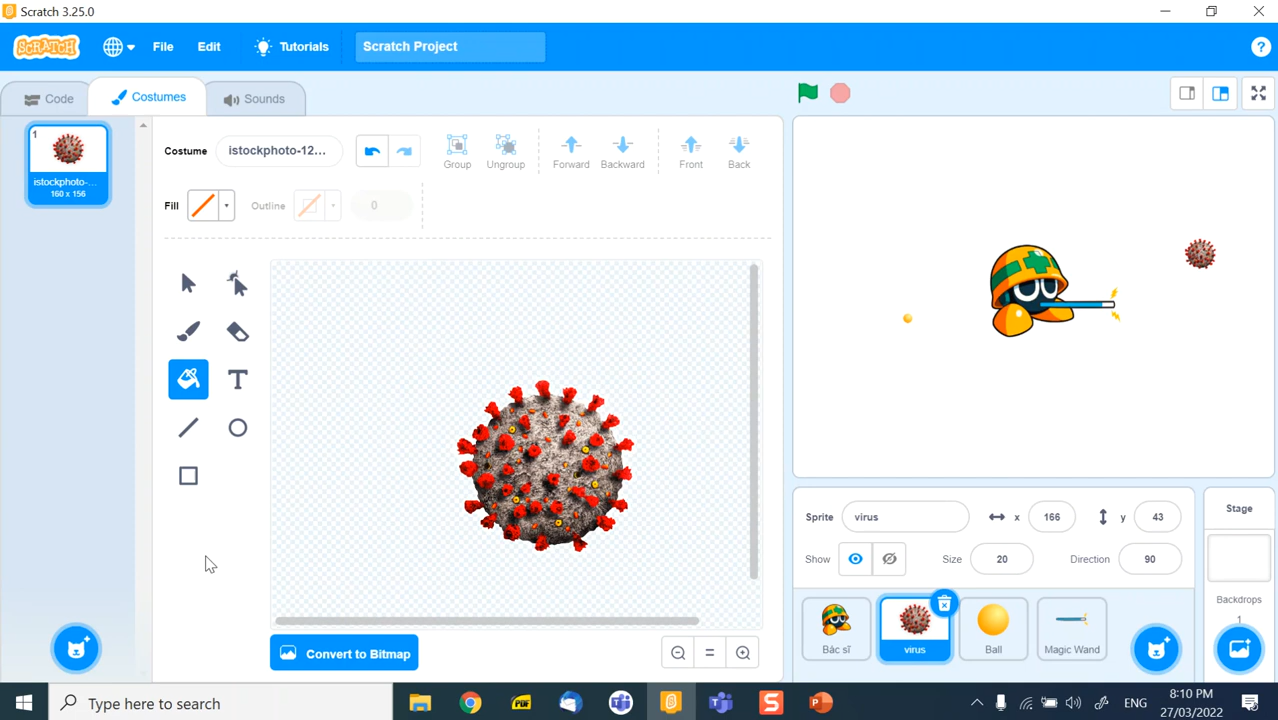 Scratch 3.25.0
SCRATCH File Edit Tutorials Scratch Project ?
Code Costumes Sounds
1
istockphoto-...
160 x 156
Costume istockphoto-12... Group Ungroup Forward Backward Front Back
Fill Outline 0
Convert to Bitmap
Sprite virus x 166 y 43
Show Size 20 Direction 90
Bác sĩ virus Ball Magic Wand
Stage
Backdrops
1
Type here to search
PDF
S
P
ENG
8:10 PM
27/03/2022